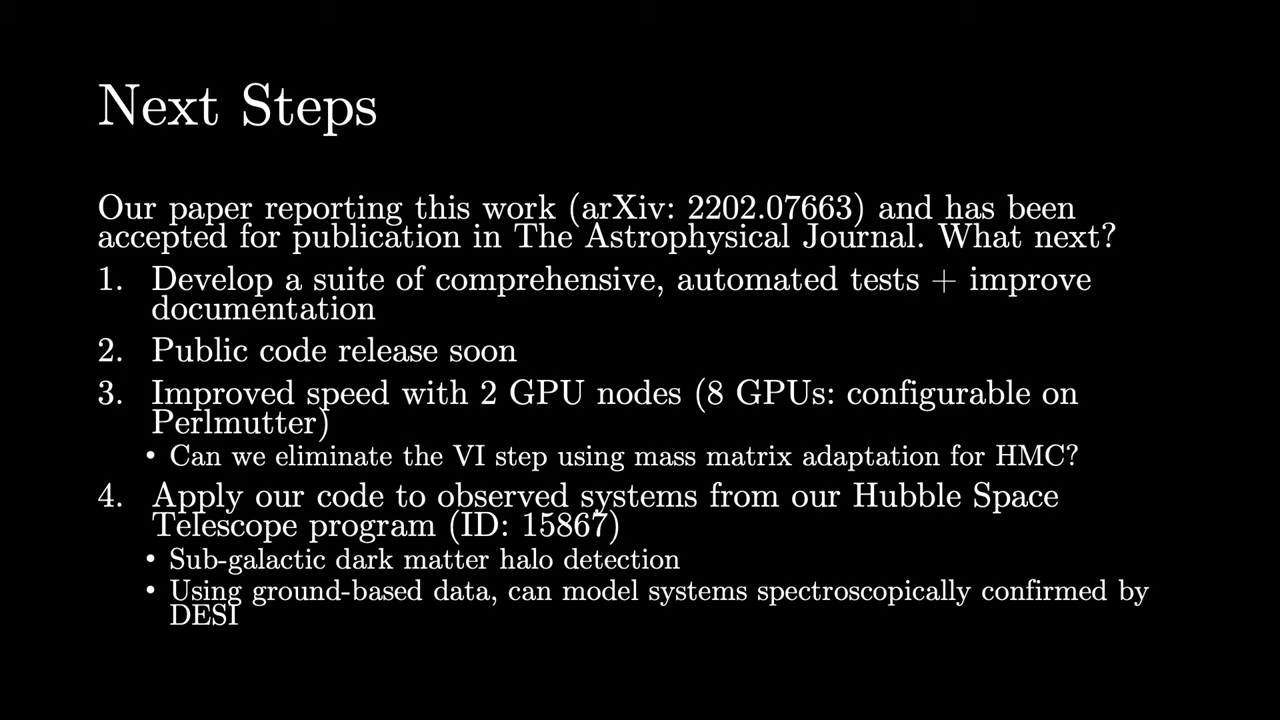 Next Steps
Our paper reporting this work (arXiv: 2202.07663) and has been
accepted for publication in The Astrophysical Journal. What next?
1. Develop a suite of comprehensive, automated tests + improve
documentation
2. Public code release soon
3. Improved speed with 2 GPU nodes (8 GPUs: configurable on
Perlmutter)
• Can we eliminate the VI step using mass matrix adaptation for HMC?
4. Apply our code to observed systems from our Hubble Space
Telescope program (ID: 15867)
• Sub-galactic dark matter halo detection
• Using ground-based data, can model systems spectroscopically confirmed by
DESI